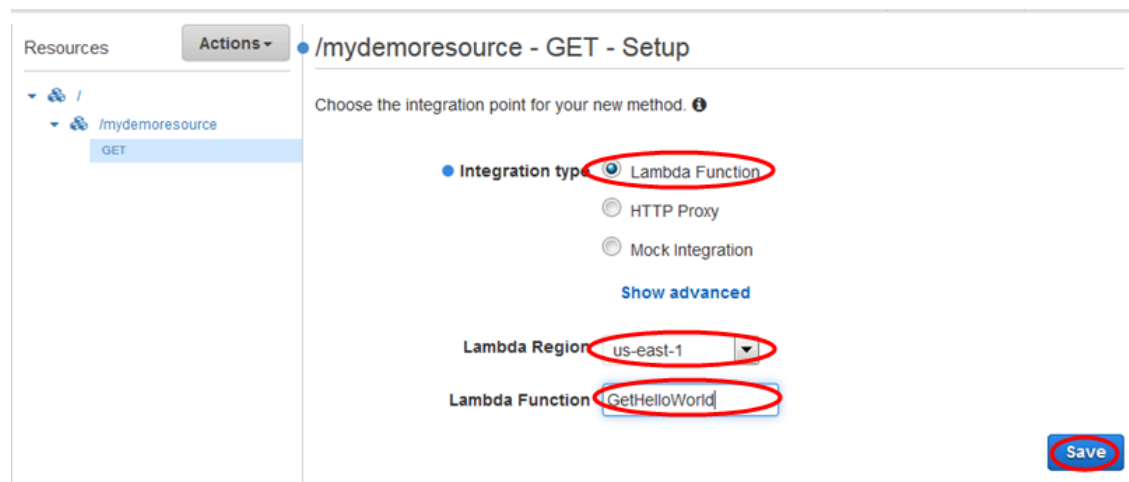 Resources
Actions
/mydemoresource - GET - Setup
/
/mydemoresource
GET
Choose the integration point for your new method.
Integration type
Lambda Function
HTTP Proxy
Mock Integration
Show advanced
Lambda Region us-east-1
Lambda Function GetHelloWorld
Save